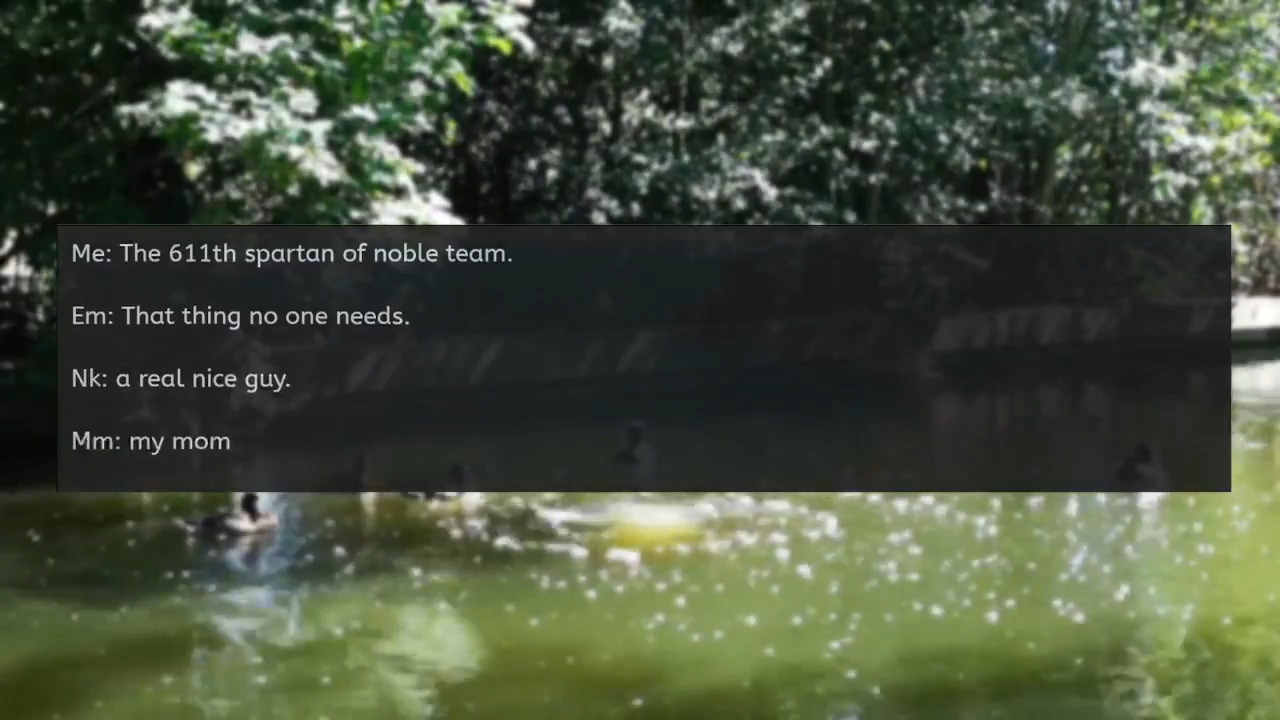 Me: The 611th spartan of noble team.
Em: That thing no one needs.
Nk: a real nice guy.
Mm: my mom